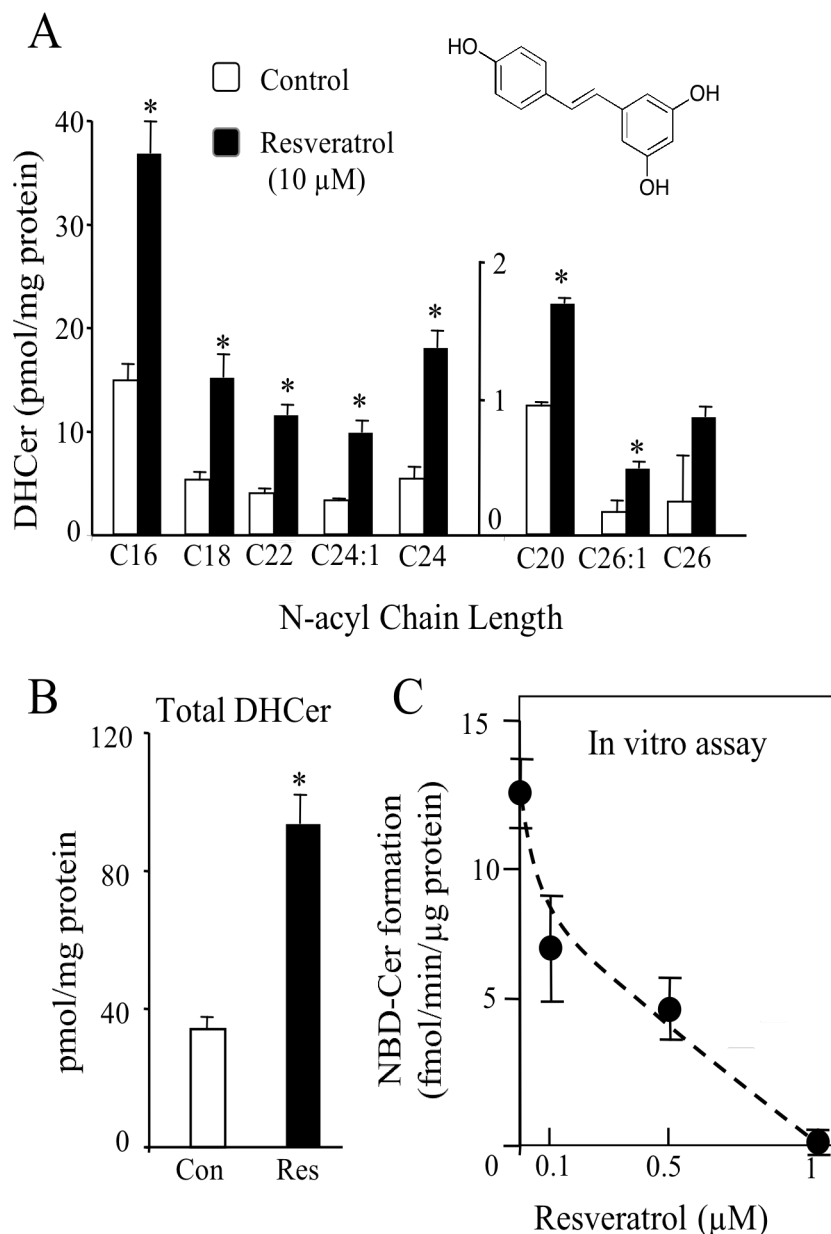 A
Control
Resveratrol
(10 µM)
HO
OH
OH
*
*
*
*
*
*
*
DHCer (pmol/mg protein)
40
30
20
10
0
2
1
0
C16 C18 C22 C24:1 C24 C20 C26:1 C26
N-acyl Chain Length
B
Total DHCer
pmol/mg protein
120
80
40
0
*
Con Res
C
In vitro assay
NBD-Cer formation
(fmol/min/µg protein)
15
10
5
0 0.1 0.5 1
Resveratrol (µM)